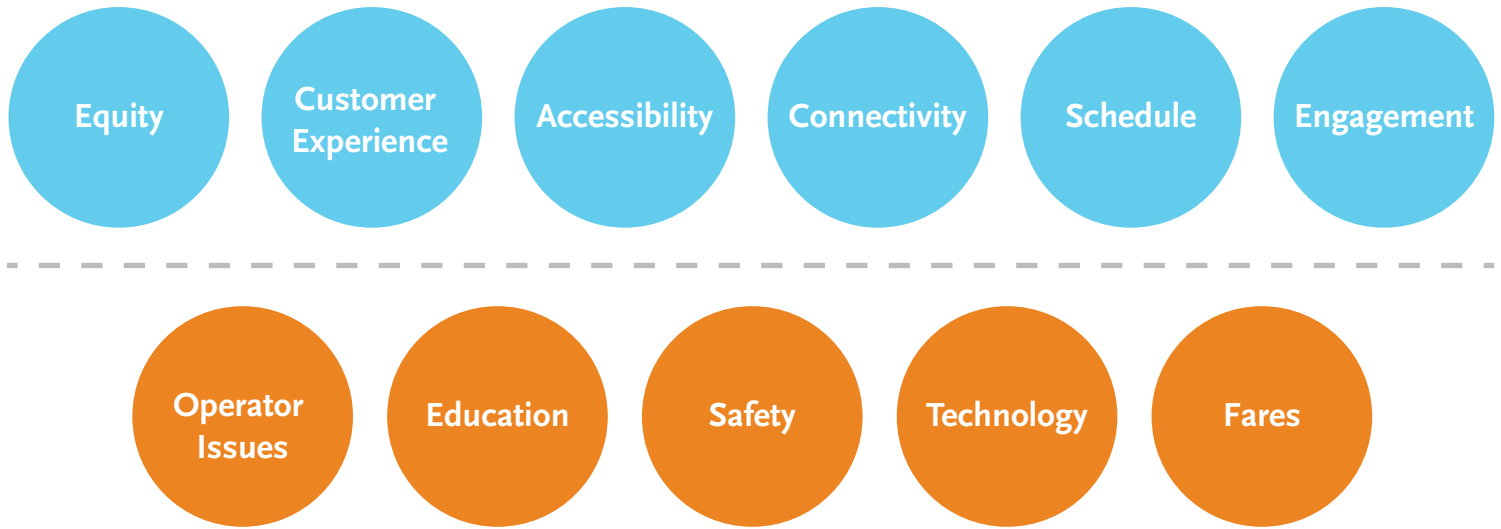 Equity
Customer
Experience
Accessibility
Connectivity
Schedule
Engagement
Operator
Issues
Education
Safety
Technology
Fares